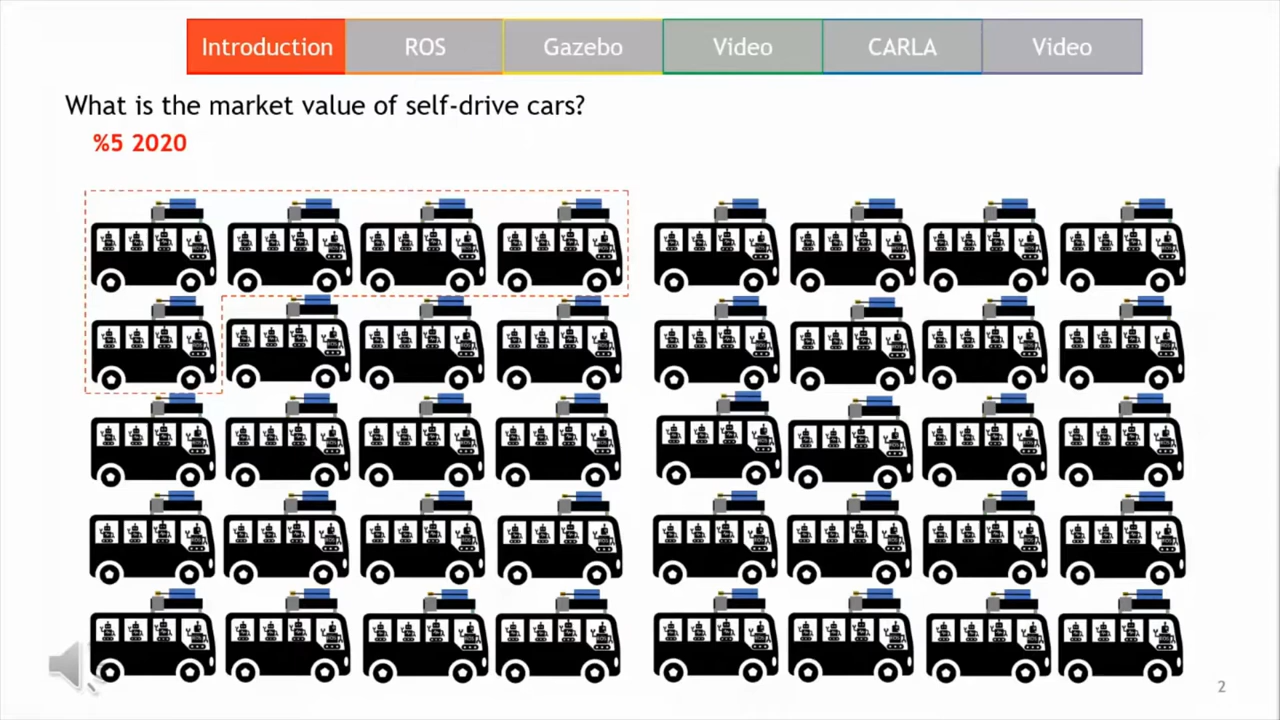 Introduction ROS Gazebo Video CARLA Video
What is the market value of self-drive cars?
%5 2020
2